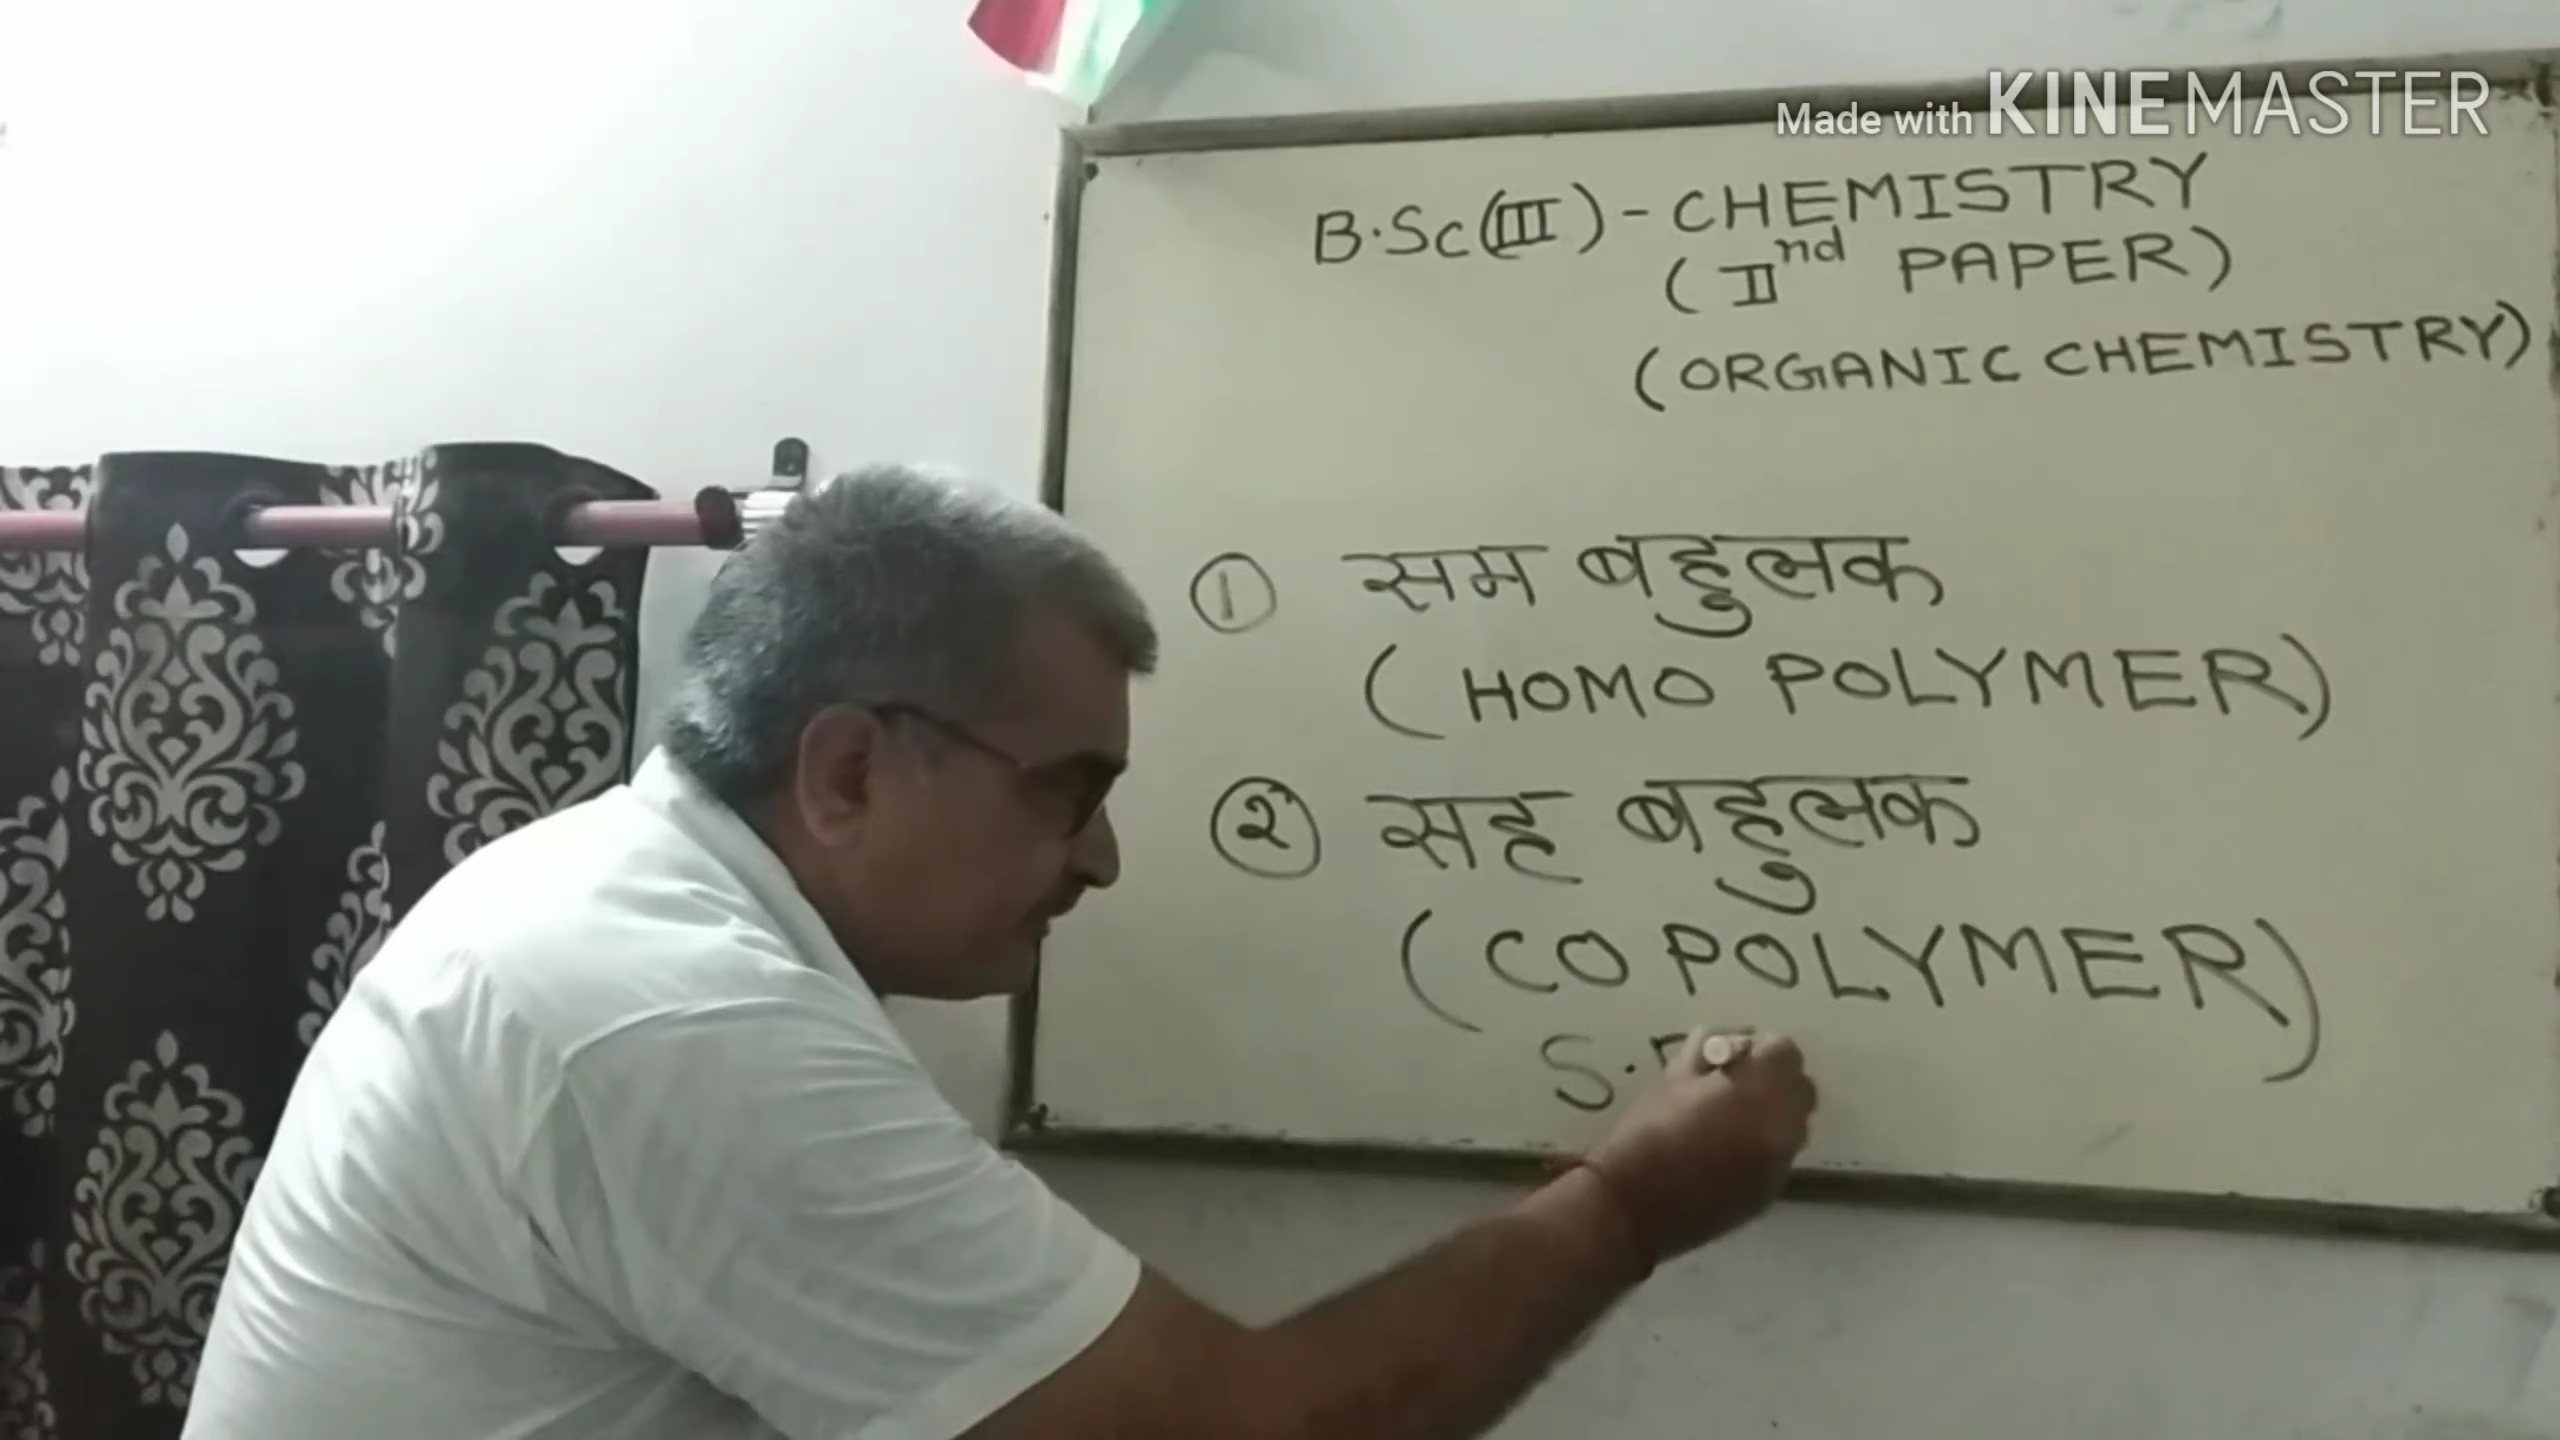 Made with KINEMASTER
B.Sc(III) - CHEMISTRY
(IInd PAPER)
(ORGANIC CHEMISTRY)
① सम बहुलक
(HOMO POLYMER)
② सह बहुलक
(CO POLYMER)
S.